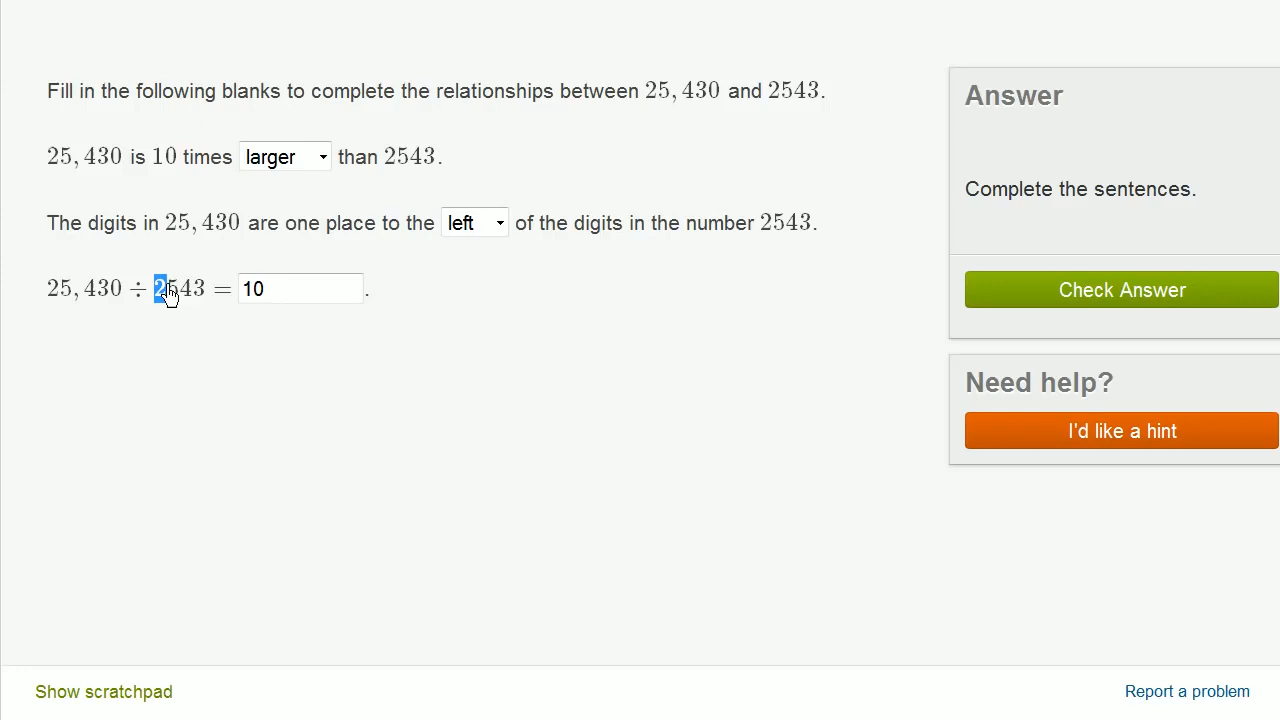 Fill in the following blanks to complete the relationships between 25,430 and 2543.
25,430 is 10 times larger than 2543.
The digits in 25,430 are one place to the left of the digits in the number 2543.
25,430 ÷ 2543 = 10.
Answer
Complete the sentences.
Check Answer
Need help?
I'd like a hint
Show scratchpad
Report a problem